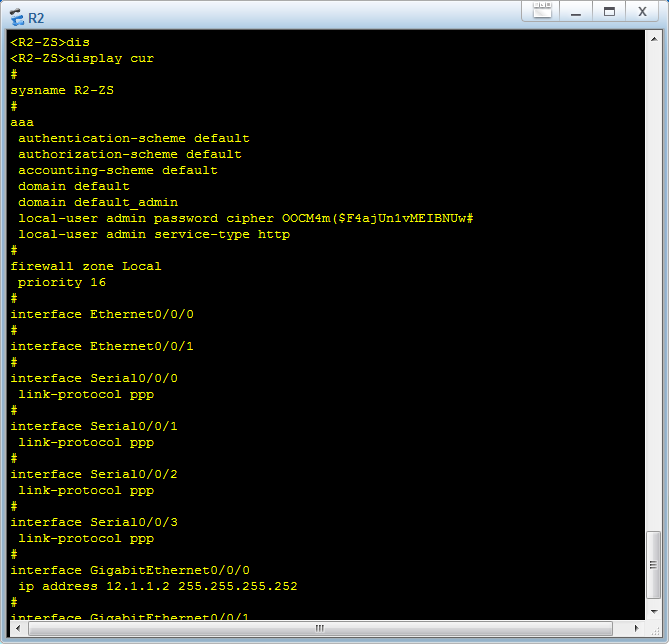 R2
<R2-ZS>dis
<R2-ZS>display cur
#
sysname R2-ZS
#
aaa
 authentication-scheme default
 authorization-scheme default
 accounting-scheme default
 domain default
 domain default_admin
 local-user admin password cipher OOCM4m($F4ajUn1vMEIBNUw#
 local-user admin service-type http
#
firewall zone Local
 priority 16
#
interface Ethernet0/0/0
#
interface Ethernet0/0/1
#
interface Serial0/0/0
 link-protocol ppp
#
interface Serial0/0/1
 link-protocol ppp
#
interface Serial0/0/2
 link-protocol ppp
#
interface Serial0/0/3
 link-protocol ppp
#
interface GigabitEthernet0/0/0
 ip address 12.1.1.2 255.255.255.252
#
interface GigabitEthernet0/0/1